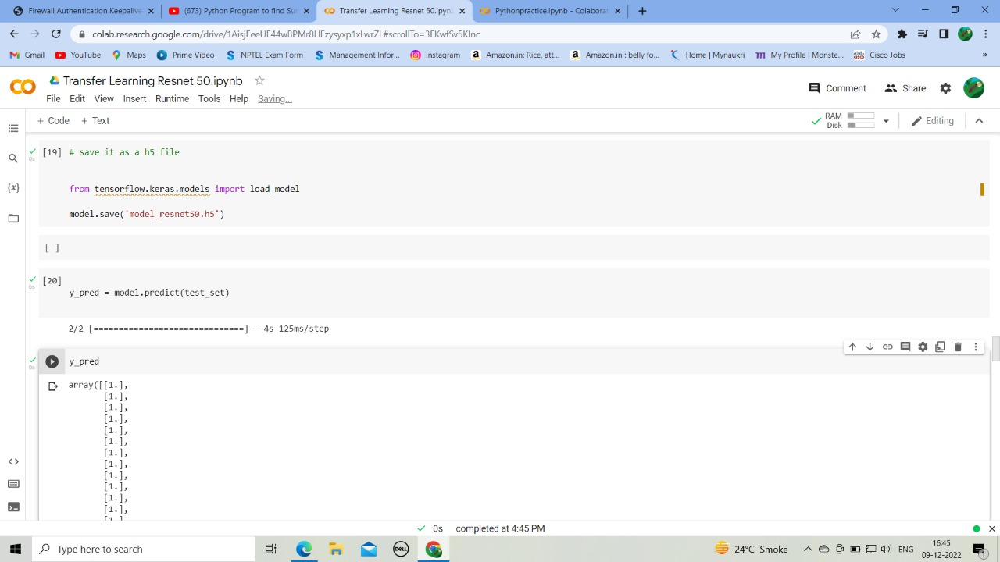 Firewall Authentication Keepalive
(673) Python Program to find Sur
Transfer Learning Resnet 50.ipynb
Pythonpractice.ipynb - Colaborat
colab.research.google.com/drive/
Gmail
YouTube
Maps
Prime Video
NPTEL Exam Form
Management Infor...
Instagram
Amazon.in: Rice, att...
Amazon.in : belly fo...
Home | Mynaukri
My Profile | Monste...
Cisco Jobs
»
Transfer Learning Resnet 50.ipynb
Comment
Share
File Edit View Insert Runtime Tools Help Saving...
+ Code + Text
RAM
Disk
Editing
[19] # save it as a h5 file
0s
from tensorflow.keras.models import load_model
model.save('model_resnet50.h5')
[ ]
[20]
6s
y_pred = model.predict(test_set)
2/2 [==============================] - 4s 125ms/step
y_pred
0s
array([[1.],
[1.],
[1.],
[1.],
[1.],
[1.],
[1.],
[1.],
[1.],
[1.],
[1.],
[1.],
0s completed at 4:45 PM
Type here to search
24°C Smoke
ENG
16:45
09-12-2022